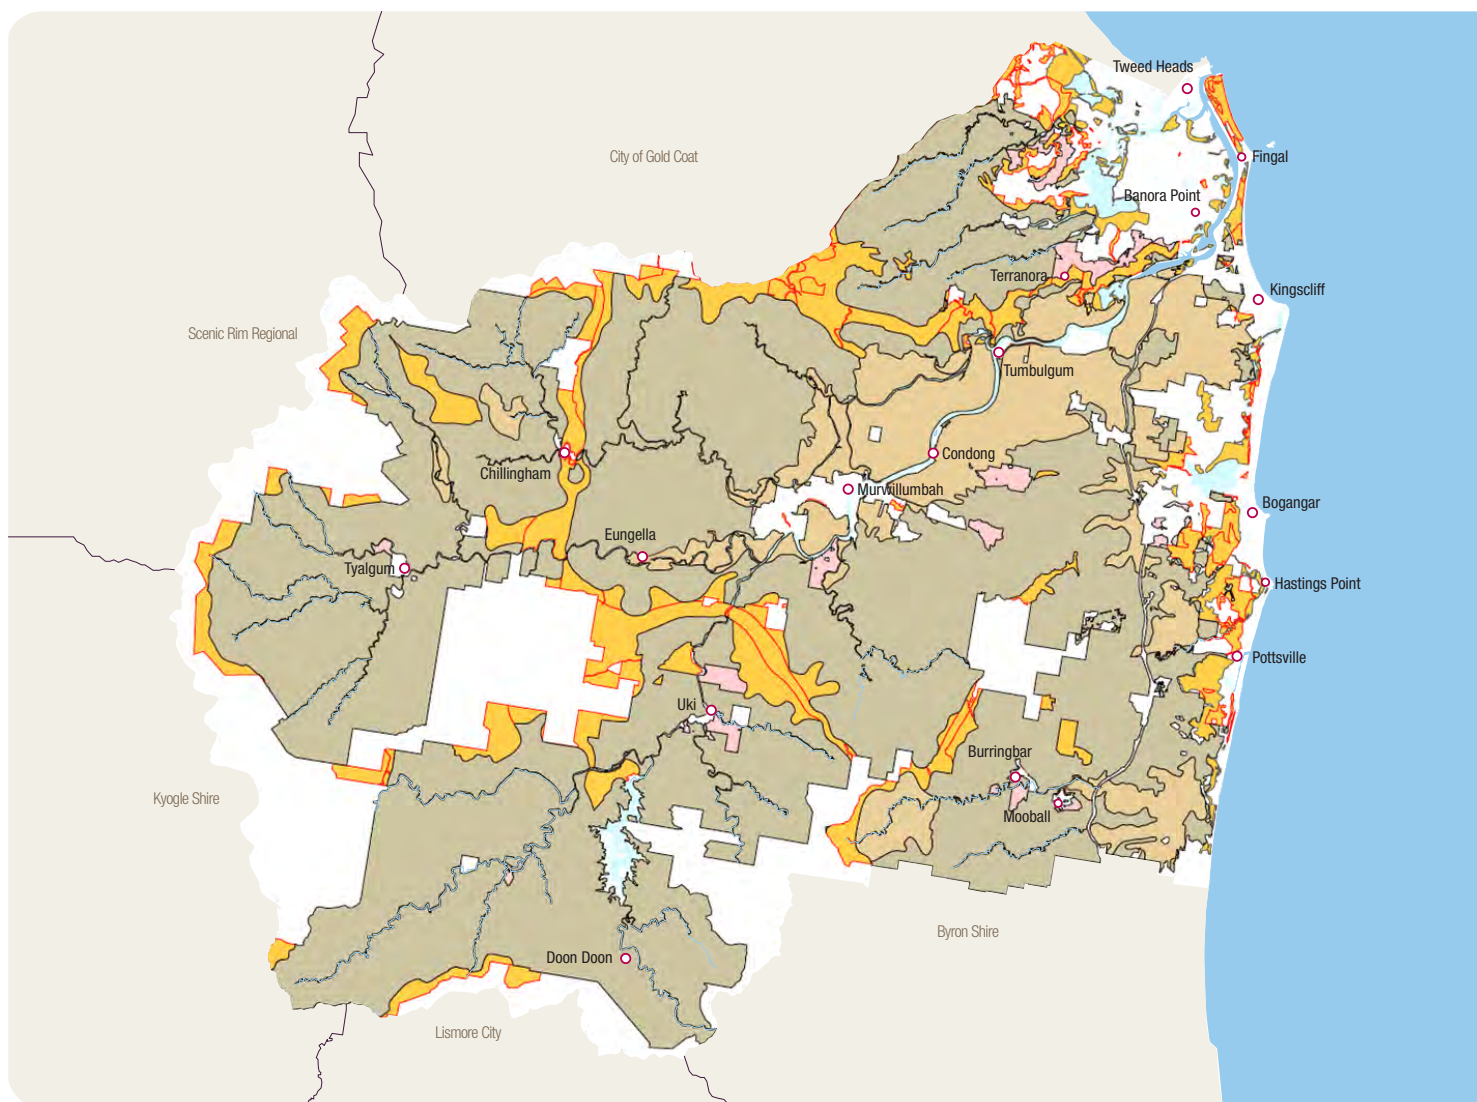 Tweed Heads
City of Gold Coat
Fingal
Banora Point
Terranora
Kingscliff
Scenic Rim Regional
Tumbulgum
Condong
Chillingham
Murwillumbah
Bogangar
Eungella
Tyalgum
Hastings Point
Pottsville
Uki
Burringbar
Kyogle Shire
Mooball
Byron Shire
Doon Doon
Lismore City